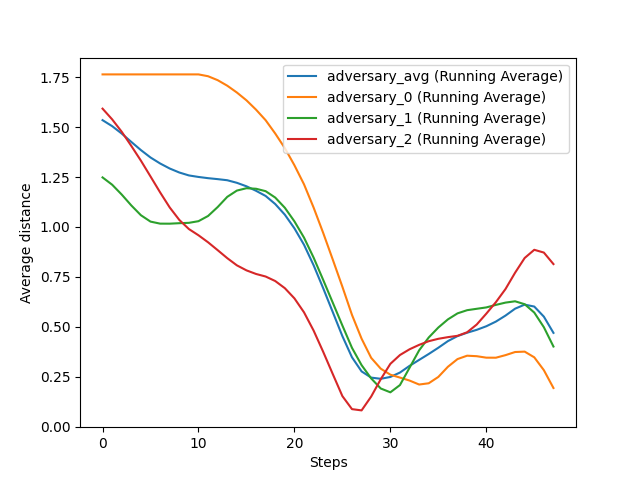 1.75
1.50
1.25
1.00
0.75
0.50
0.25
0.00
Average distance
adversary_avg (Running Average)
adversary_0 (Running Average)
adversary_1 (Running Average)
adversary_2 (Running Average)
0
10
20
30
40
Steps